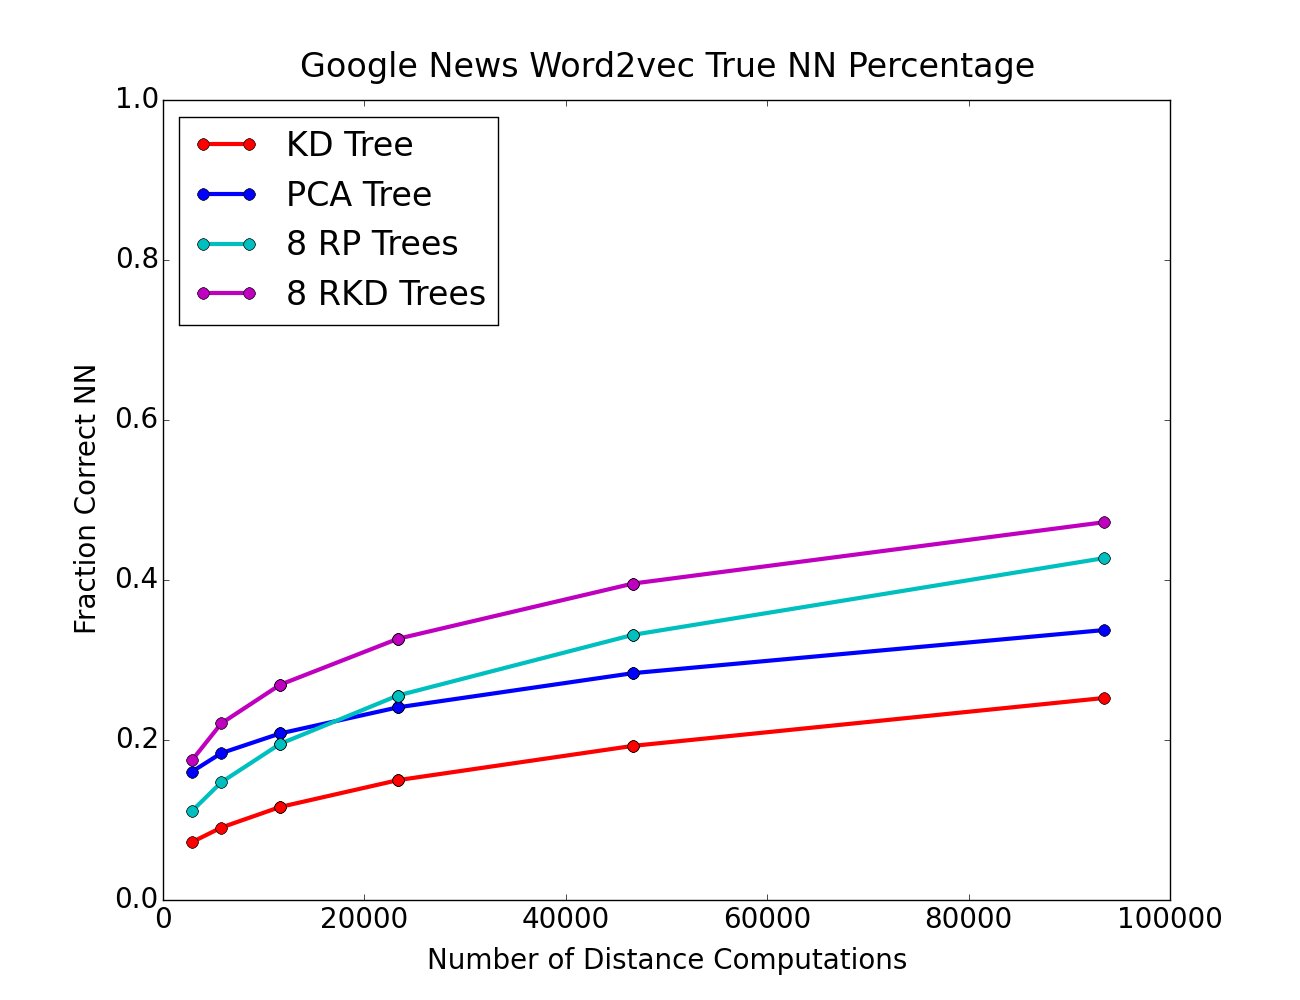 Google News Word2vec True NN Percentage
1.0
KD Tree
PCA Tree
8 RP Trees
8 RKD Trees
0.8
0.6
0.4
0.2
0.0
Fraction Correct NN
0 20000 40000 60000 80000 100000
Number of Distance Computations